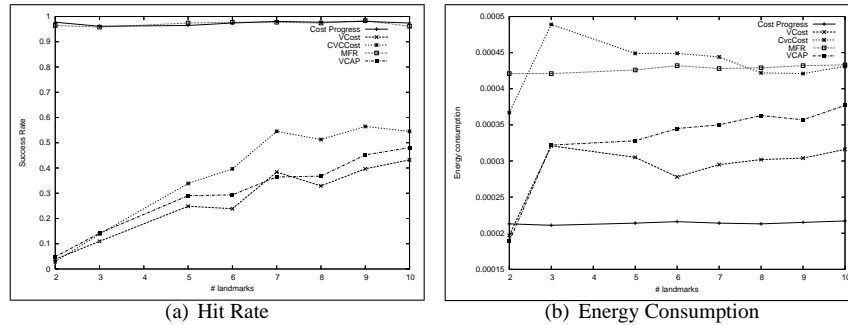 Cost Progress
VCost
CVCCost
MFR
VCAP
Success Rate
1
0.9
0.8
0.7
0.6
0.5
0.4
0.3
0.2
0.1
0
2 3 5 6 7 8 9 10
# landmarks
(a) Hit Rate
Cost Progress
VCost
CvcCost
MFR
VCAP
Energy consumption
0.0005
0.00045
0.0004
0.00035
0.0003
0.00025
0.0002
0.00015
2 3 5 6 7 8 9 10
# landmarks
(b) Energy Consumption